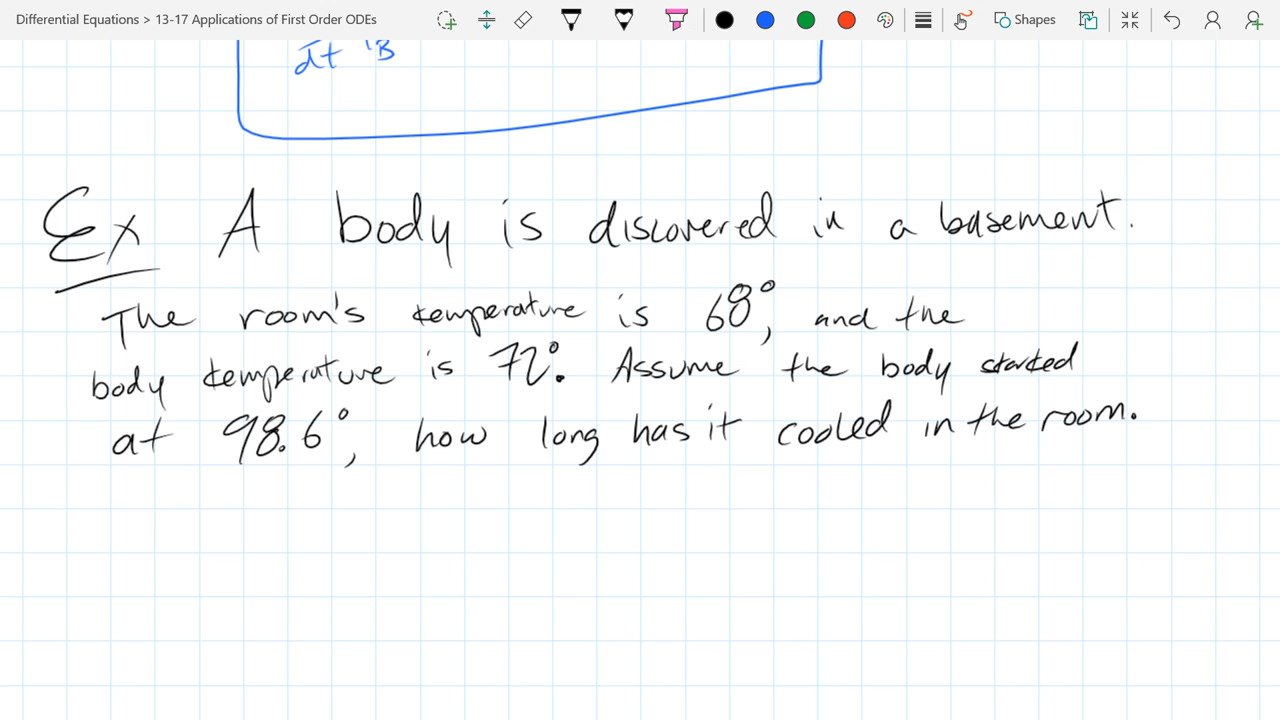 Differential Equations > 13-17 Applications of First Order ODEs
Shapes
dt TB
Ex A body is discovered in a basement.
The room's temperature is 68°, and the
body temperature is 72°. Assume the body started
at 98.6°, how long has it cooled in the room.